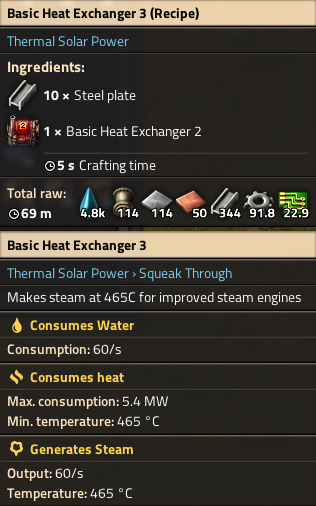 Basic Heat Exchanger 3 (Recipe)
Thermal Solar Power
Ingredients:
10 × Steel plate
2
1 × Basic Heat Exchanger 2
5 s Crafting time
Total raw:
69 m 4.8k 114 114 50 344 91.8 22.9
Basic Heat Exchanger 3
Thermal Solar Power › Squeak Through
Makes steam at 465C for improved steam engines
Consumes Water
Consumption: 60/s
Consumes heat
Max. consumption: 5.4 MW
Min. temperature: 465 °C
Generates Steam
Output: 60/s
Temperature: 465 °C